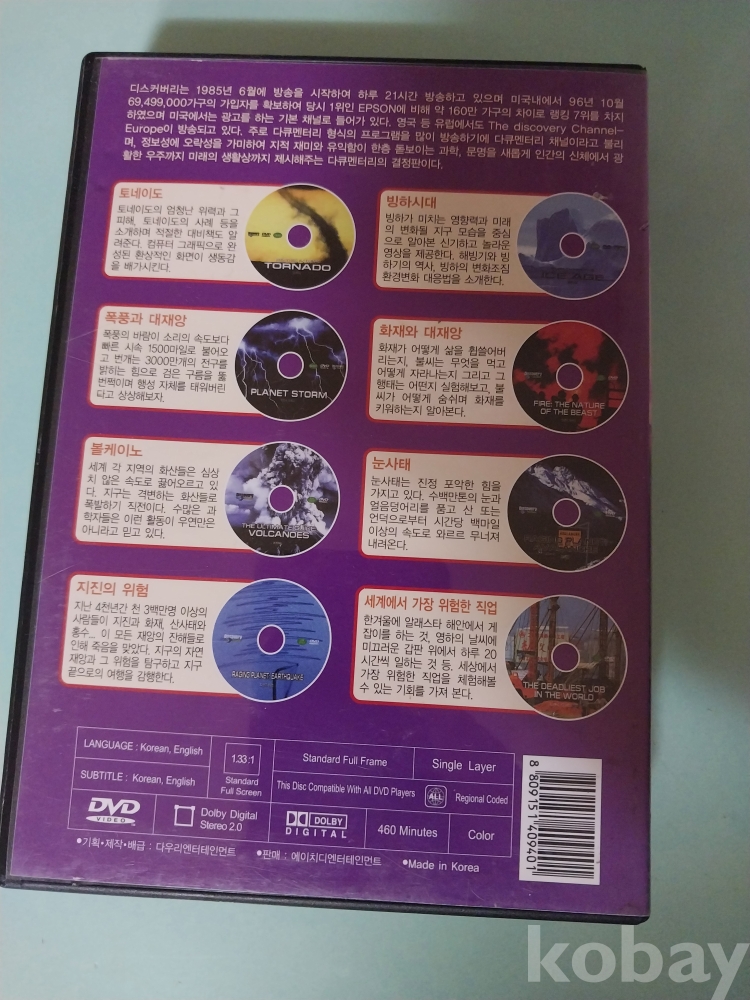 디스커버리는 1985년 6월에 방송을 시작하여 하루 21시간 방송하고 있으며 미국내에서 96년 10월
69,499,000가구의 가입자를 확보하여 당시 1위인 EPSON에 비해 약 160만 가구의 차이로 랭킹 7위를 차지
하였으며 미국에서는 광고를 하는 기본 채널로 들어가 있다. 영국 등 유럽에서도 The discovery Channel-
Europe이 방송되고 있다. 주로 다큐멘터리 형식의 프로그램을 많이 방송하기에 다큐멘터리 채널이라고 불리
며, 정보성에 오락성을 가미하여 지적 재미와 유익함이 한층 돋보이는 과학, 문명을 새롭게 인간의 신체에서 광
활한 우주까지 미래의 생활상까지 제시해주는 다큐멘터리의 결정판이다.
토네이도
토네이도의 엄청난 위력과 그
피해, 토네이도의 사례 등을
소개하며 적절한 대비책도 알
려준다. 컴퓨터 그래픽으로 완
성된 환상적인 화면이 생동감
을 배가시킨다.
TORNADO
빙하시대
빙하가 미치는 영향력과 미래
의 변화될 지구 모습을 중심
으로 알아본 신기하고 놀라운
영상을 제공한다. 해빙기와 빙
하기의 역사, 빙하의 변화조짐
환경변화 대응법을 소개한다.
ICE AGE
폭풍과 대재앙
폭풍의 바람이 소리의 속도보다
빠른 시속 1500마일로 불어오
고 번개는 3000만개의 전구를
밝히는 힘으로 검은 구름을 뚫
번쩍이며 행성 자체를 태워버린
다고 상상해보자.
PLANET STORM
화재와 대재앙
화재가 어떻게 삶을 휩쓸어버
리는지, 불씨는 무엇을 먹고
어떻게 자라나는지 그리고 그
행태는 어떤지 실험해보고, 불
씨가 어떻게 숨쉬며 화재를
키워하는지 알아본다.
FIRE: THE NATURE
OF THE BEAST
볼케이노
세계 각 지역의 화산들은 심상
치 않은 속도로 끓어오르고 있
다. 지구는 격변하는 화산들로
폭발하기 직전이다. 수많은 과
학자들은 이런 활동이 우연만은
아니라고 믿고 있다.
THE ULTIMATE GUIDE
VOLCANOES
눈사태
눈사태는 진정 포악한 힘을
가지고 있다. 수백만톤의 눈과
얼음덩어리를 품고 산 또는
언덕으로부터 시간당 백마일
이상의 속도로 와르르 무너져
내려온다.
지진의 위험
지난 4천년간 천 3백만명 이상의
사람들이 지진과 화재, 산사태와
홍수... 이 모든 재앙의 잔해들로
인해 죽음을 맞았다. 지구의 자연
재앙과 그 위험을 탐구하고 지구
끝으로의 여행을 감행한다.
RAGING PLANET: EARTHQUAKE
세계에서 가장 위험한 직업
한겨울에 알래스타 해안에서 게
잡이를 하는 것, 영하의 날씨에
미끄러운 갑판 위에서 하루 20
시간씩 일하는 것 등, 세상에서
가장 위험한 직업을 체험해볼
수 있는 기회를 가져 본다.
THE DEADLIEST JOB
IN THE WORLD
LANGUAGE : Korean, English
SUBTITLE : Korean, English
1.33:1
Standard
Full Screen
Standard Full Frame
Single Layer
This Disc Compatible With All DVD Players
ALL
Regional Coded
DVD
VIDEO
Dolby Digital
Stereo 2.0
DOLBY
DIGITAL
460 Minutes
Color
•기획•제작•배급 : 다우리엔터테인먼트
•판매 : 에이치디엔터테인먼트
•Made in Korea
8 809151 409401
kobay